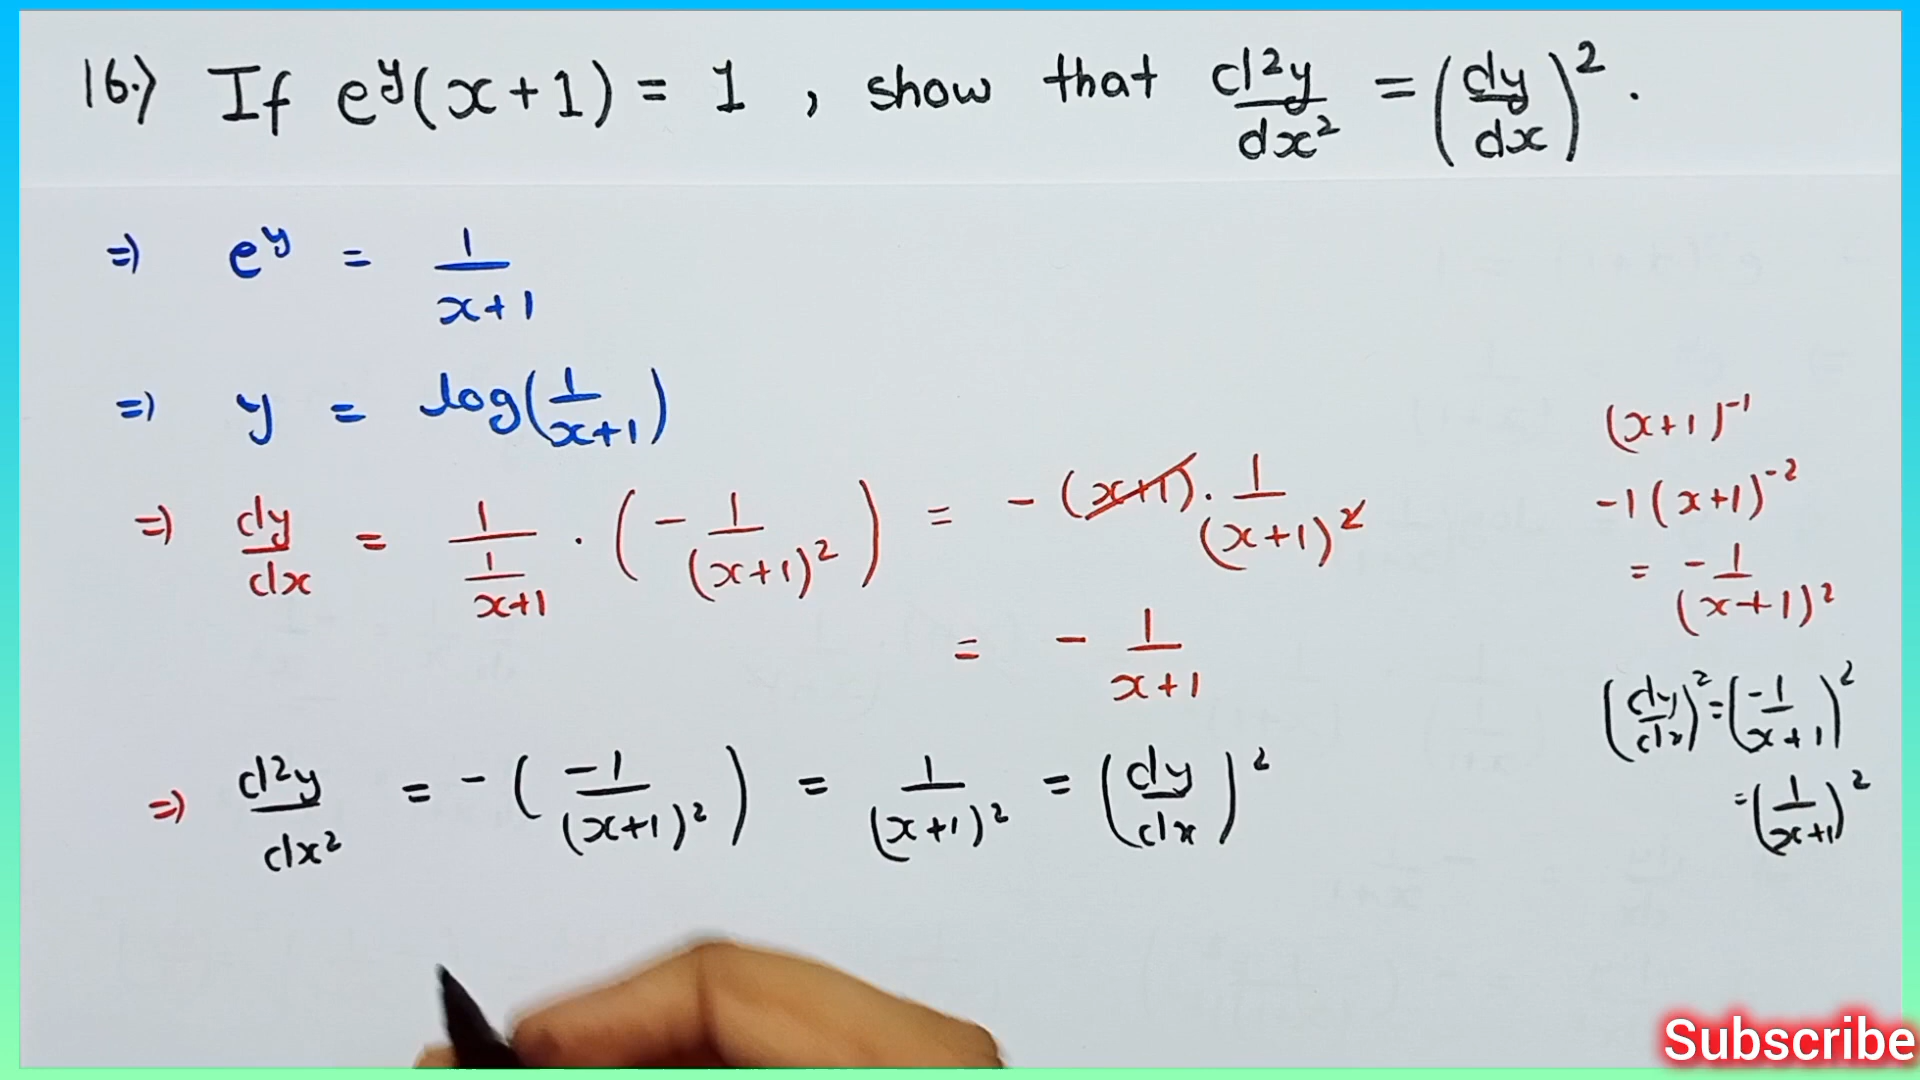 16.) If e^y(x+1) = 1 , show that d²y/dx² = (dy/dx)² .
⇒ e^y = 1/(x+1)
⇒ y = log(1/(x+1))
⇒ dy/dx = 1/(1/(x+1)) · (- 1/(x+1)²) = - (x+1) · 1/(x+1)²
= - 1/(x+1)
⇒ d²y/dx² = - (-1/(x+1)²) = 1/(x+1)² = (dy/dx)²
(x+1)⁻¹
-1(x+1)⁻²
= -1/(x+1)²
(dy/dx)² = (-1/(x+1))²
= (1/(x+1))²
Subscribe